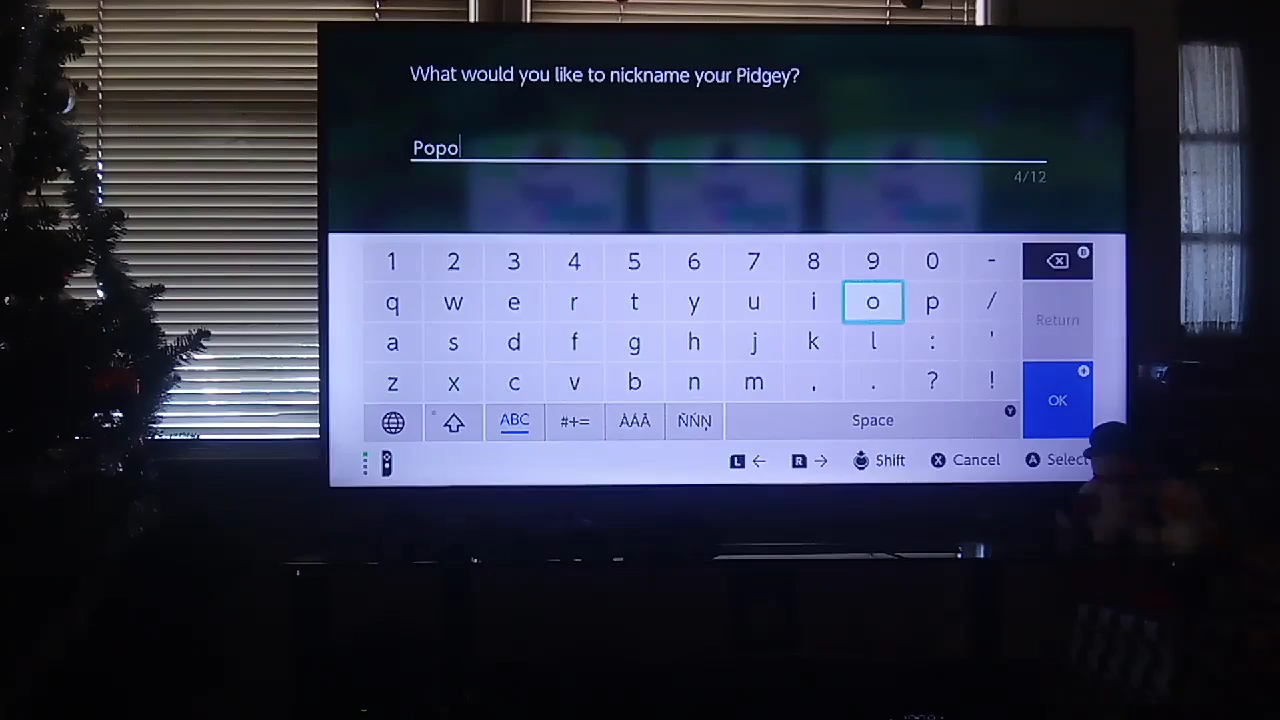 What would you like to nickname your Pidgey?
Popo
4/12
1 2 3 4 5 6 7 8 9 0 -
q w e r t y u i o p /
Return
a s d f g h j k l : '
z x c v b n m , . ? !
OK
ABC #+= ÀÁÂ ÑŃŅ Space Y
L ← R → Shift X Cancel A Select